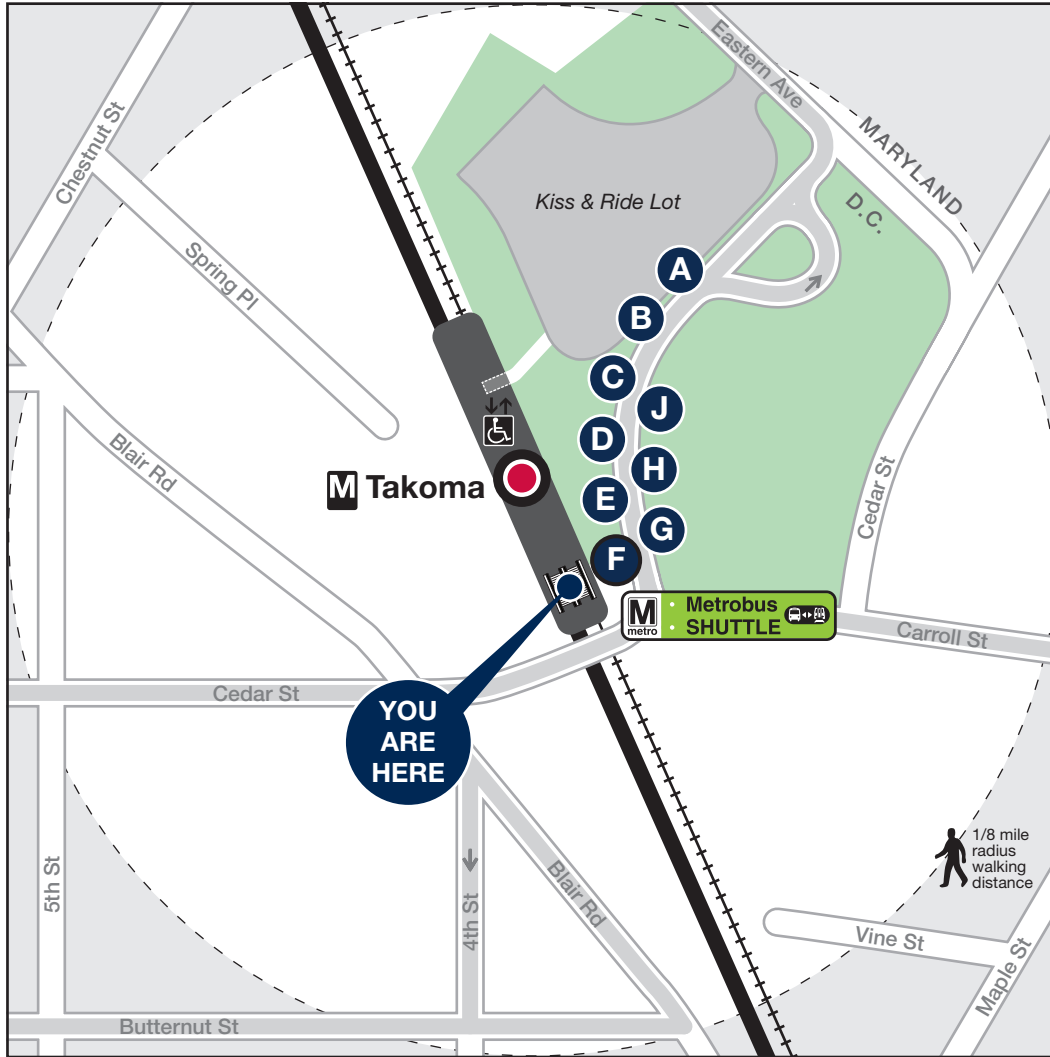 Eastern Ave
MARYLAND
D.C.
Chestnut St
Kiss & Ride Lot
Spring Pl
A
B
C
J
D
H
E
G
F
Blair Rd
M Takoma
Cedar St
M
metro
· Metrobus
· SHUTTLE
Carroll St
Cedar St
YOU
ARE
HERE
1/8 mile
radius
walking
distance
5th St
4th St
Blair Rd
Vine St
Maple St
Butternut St